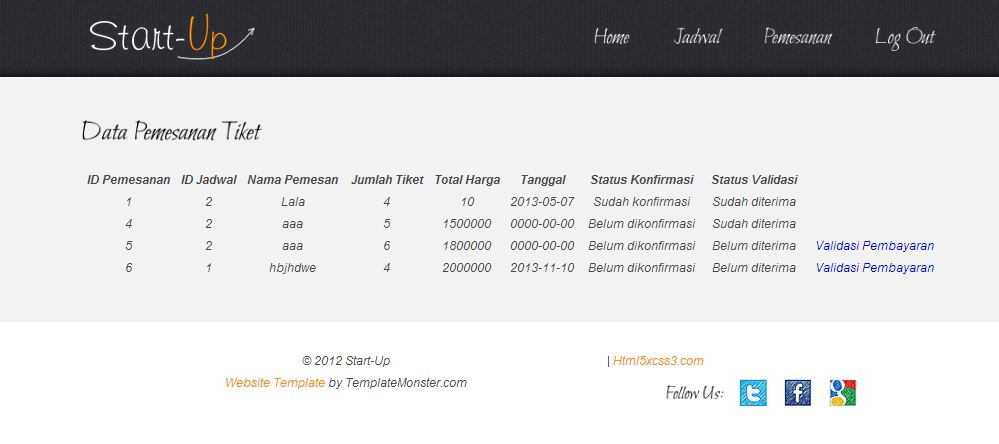 Start-Up
Home Jadwal Pemesanan Log Out
Data Pemesanan Tiket
ID Pemesanan ID Jadwal Nama Pemesan Jumlah Tiket Total Harga Tanggal Status Konfirmasi Status Validasi
1 2 Lala 4 10 2013-05-07 Sudah konfirmasi Sudah diterima
4 2 aaa 5 1500000 0000-00-00 Belum dikonfirmasi Sudah diterima
5 2 aaa 6 1800000 0000-00-00 Belum dikonfirmasi Belum diterima Validasi Pembayaran
6 1 hbjhdwe 4 2000000 2013-11-10 Belum dikonfirmasi Belum diterima Validasi Pembayaran
© 2012 Start-Up | Html5xcss3.com
Website Template by TemplateMonster.com
Follow Us: